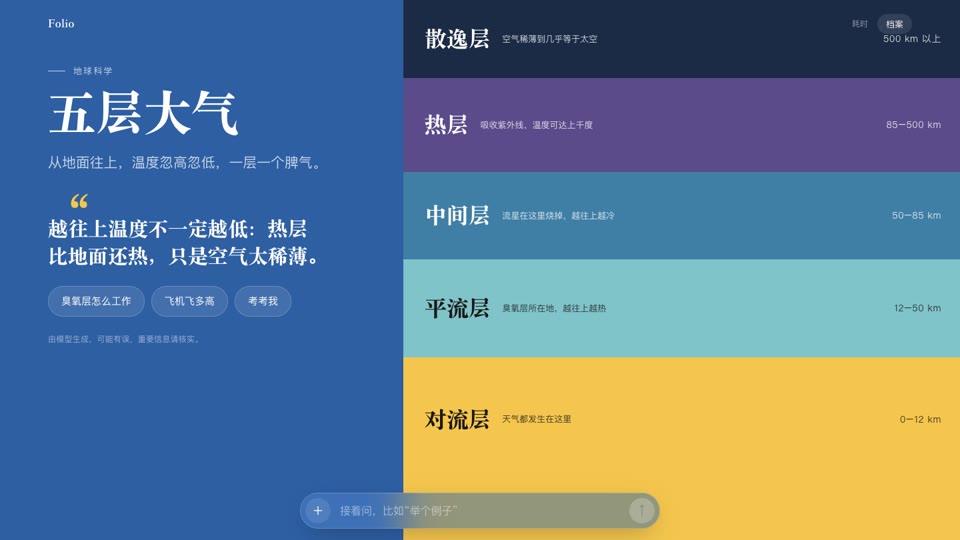 Folio
地球科学
五层大气
从地面往上，温度忽高忽低，一层一个脾气。
“
越往上温度不一定越低：热层
比地面还热，只是空气太稀薄。
臭氧层怎么工作
飞机飞多高
考考我
由模型生成，可能有误，重要信息请核实。
耗时
档案
散逸层
空气稀薄到几乎等于太空
500 km 以上
热层
吸收紫外线，温度可达上千度
85–500 km
中间层
流星在这里烧掉，越往上越冷
50–85 km
平流层
臭氧层所在地，越往上越热
12–50 km
对流层
天气都发生在这里
0–12 km
+
接着问，比如“举个例子”
↑